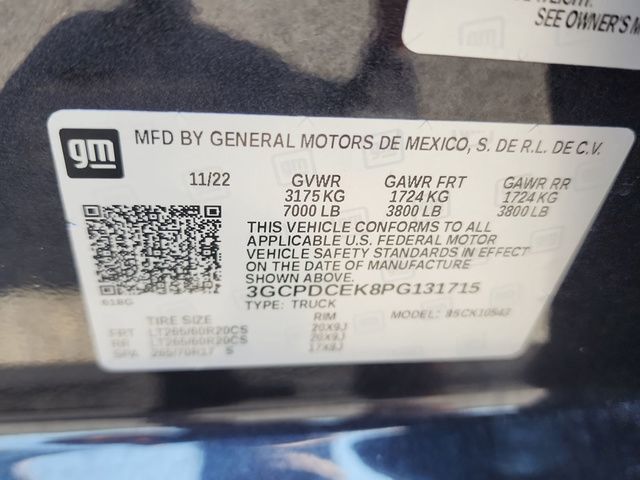 SEE OWNER'S M
gm
MFD BY GENERAL MOTORS DE MEXICO, S. DE R.L. DE C.V.
11/22 GVWR GAWR FRT GAWR RR
3175 KG 1724 KG 1724 KG
7000 LB 3800 LB 3800 LB
THIS VEHICLE CONFORMS TO ALL
APPLICABLE U.S. FEDERAL MOTOR
VEHICLE SAFETY STANDARDS IN EFFECT
ON THE DATE OF MANUFACTURE
SHOWN ABOVE.
3GCPDCEK8PG131715
TYPE: TRUCK MODEL:
TIRE SIZE RIM
FRT LT265/60R20CS 20X9J
RR LT265/60R20CS 20X9J
SPA 265/70R17 S 17X8J